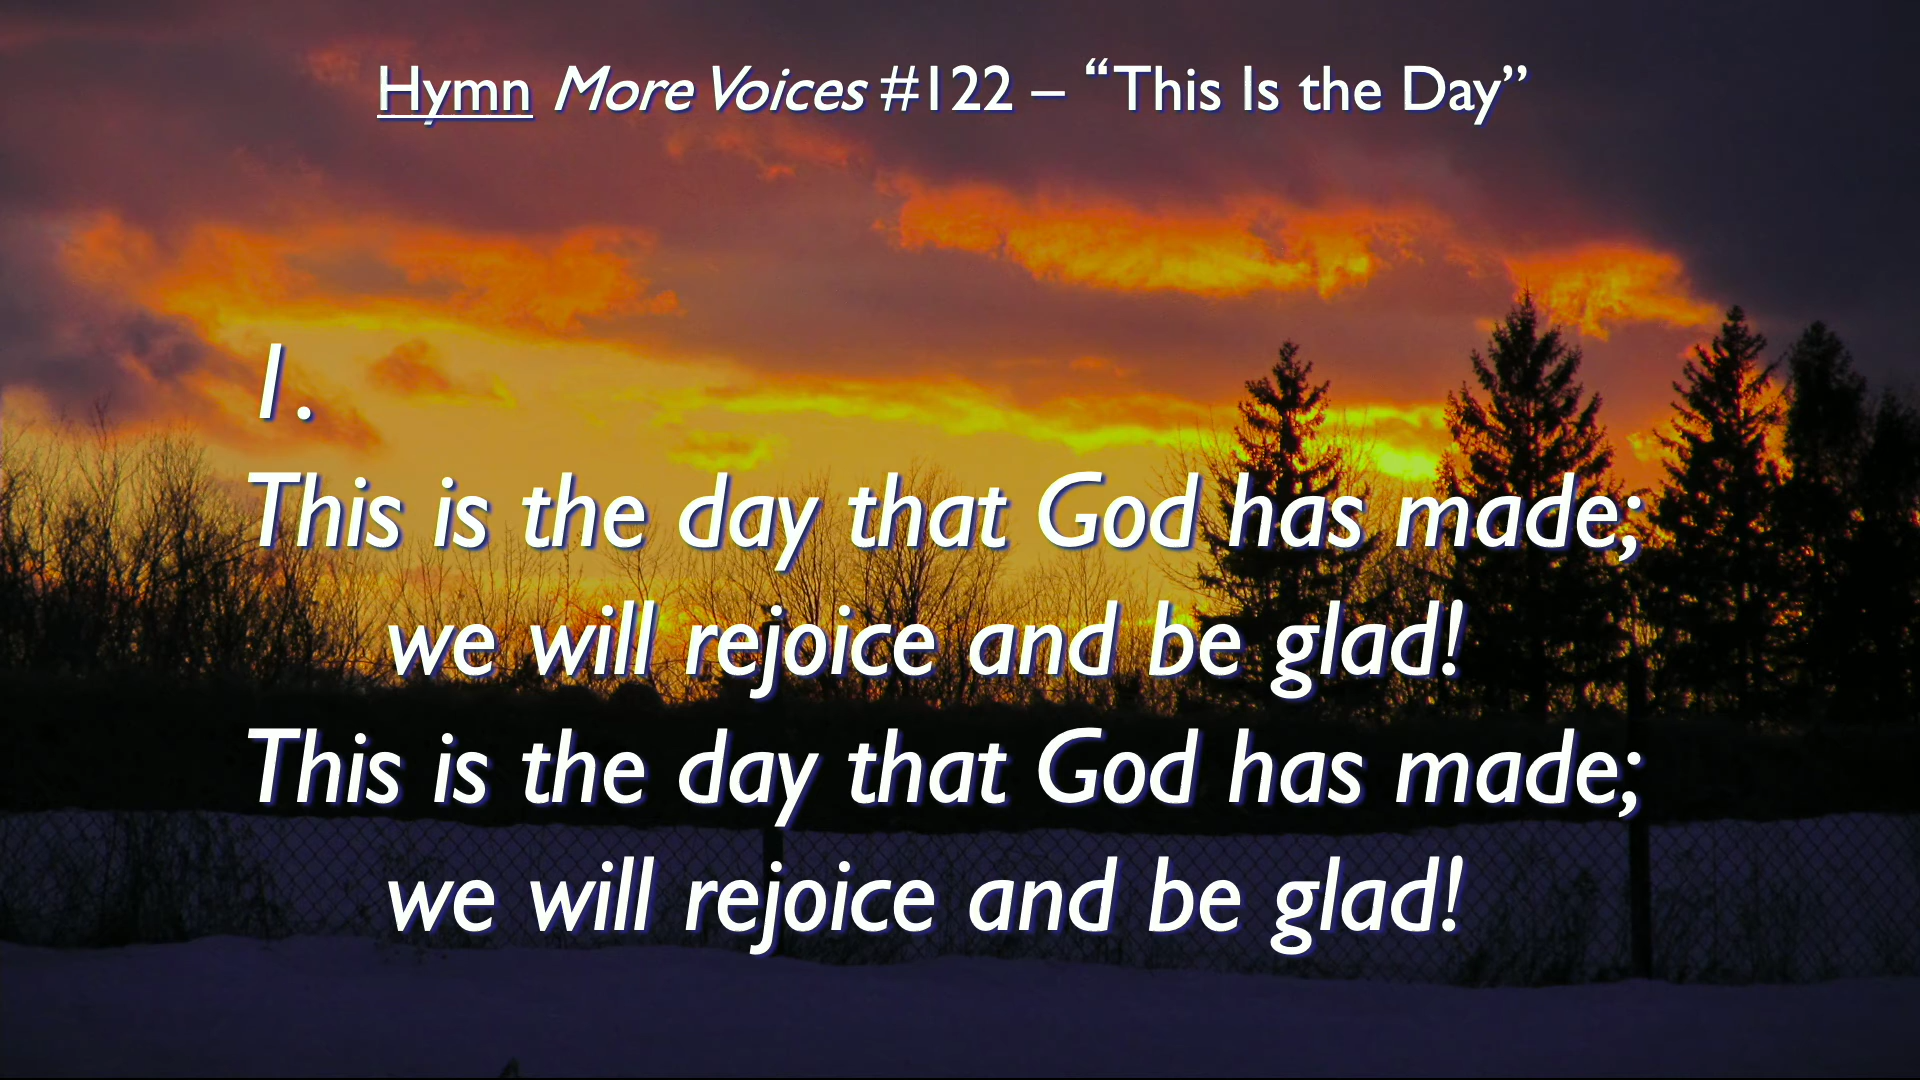 Hymn More Voices #122 – “This Is the Day”
1.
This is the day that God has made;
we will rejoice and be glad!
This is the day that God has made;
we will rejoice and be glad!